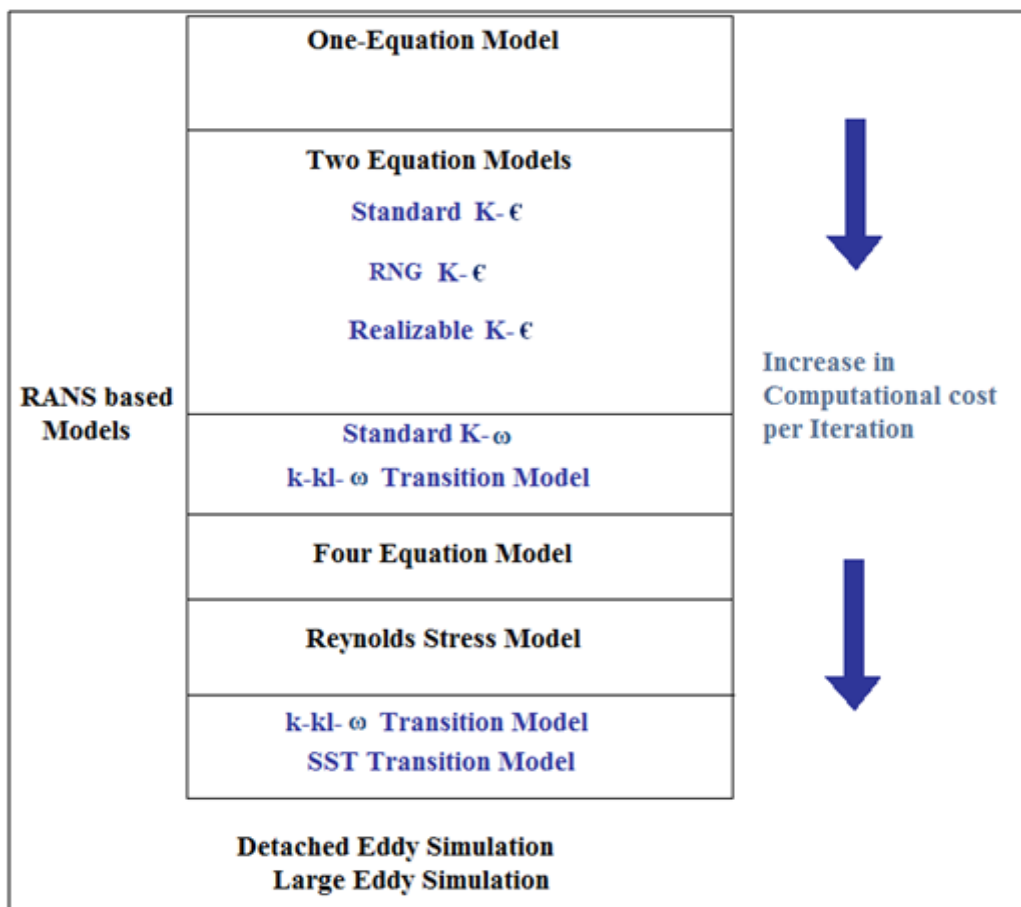 One-Equation Model
Two Equation Models
Standard K-€
RNG K-€
Realizable K-€
RANS based
Models
Increase in
Computational cost
per Iteration
Standard K-ω
k-kl-ω Transition Model
Four Equation Model
Reynolds Stress Model
k-kl-ω Transition Model
SST Transition Model
Detached Eddy Simulation
Large Eddy Simulation